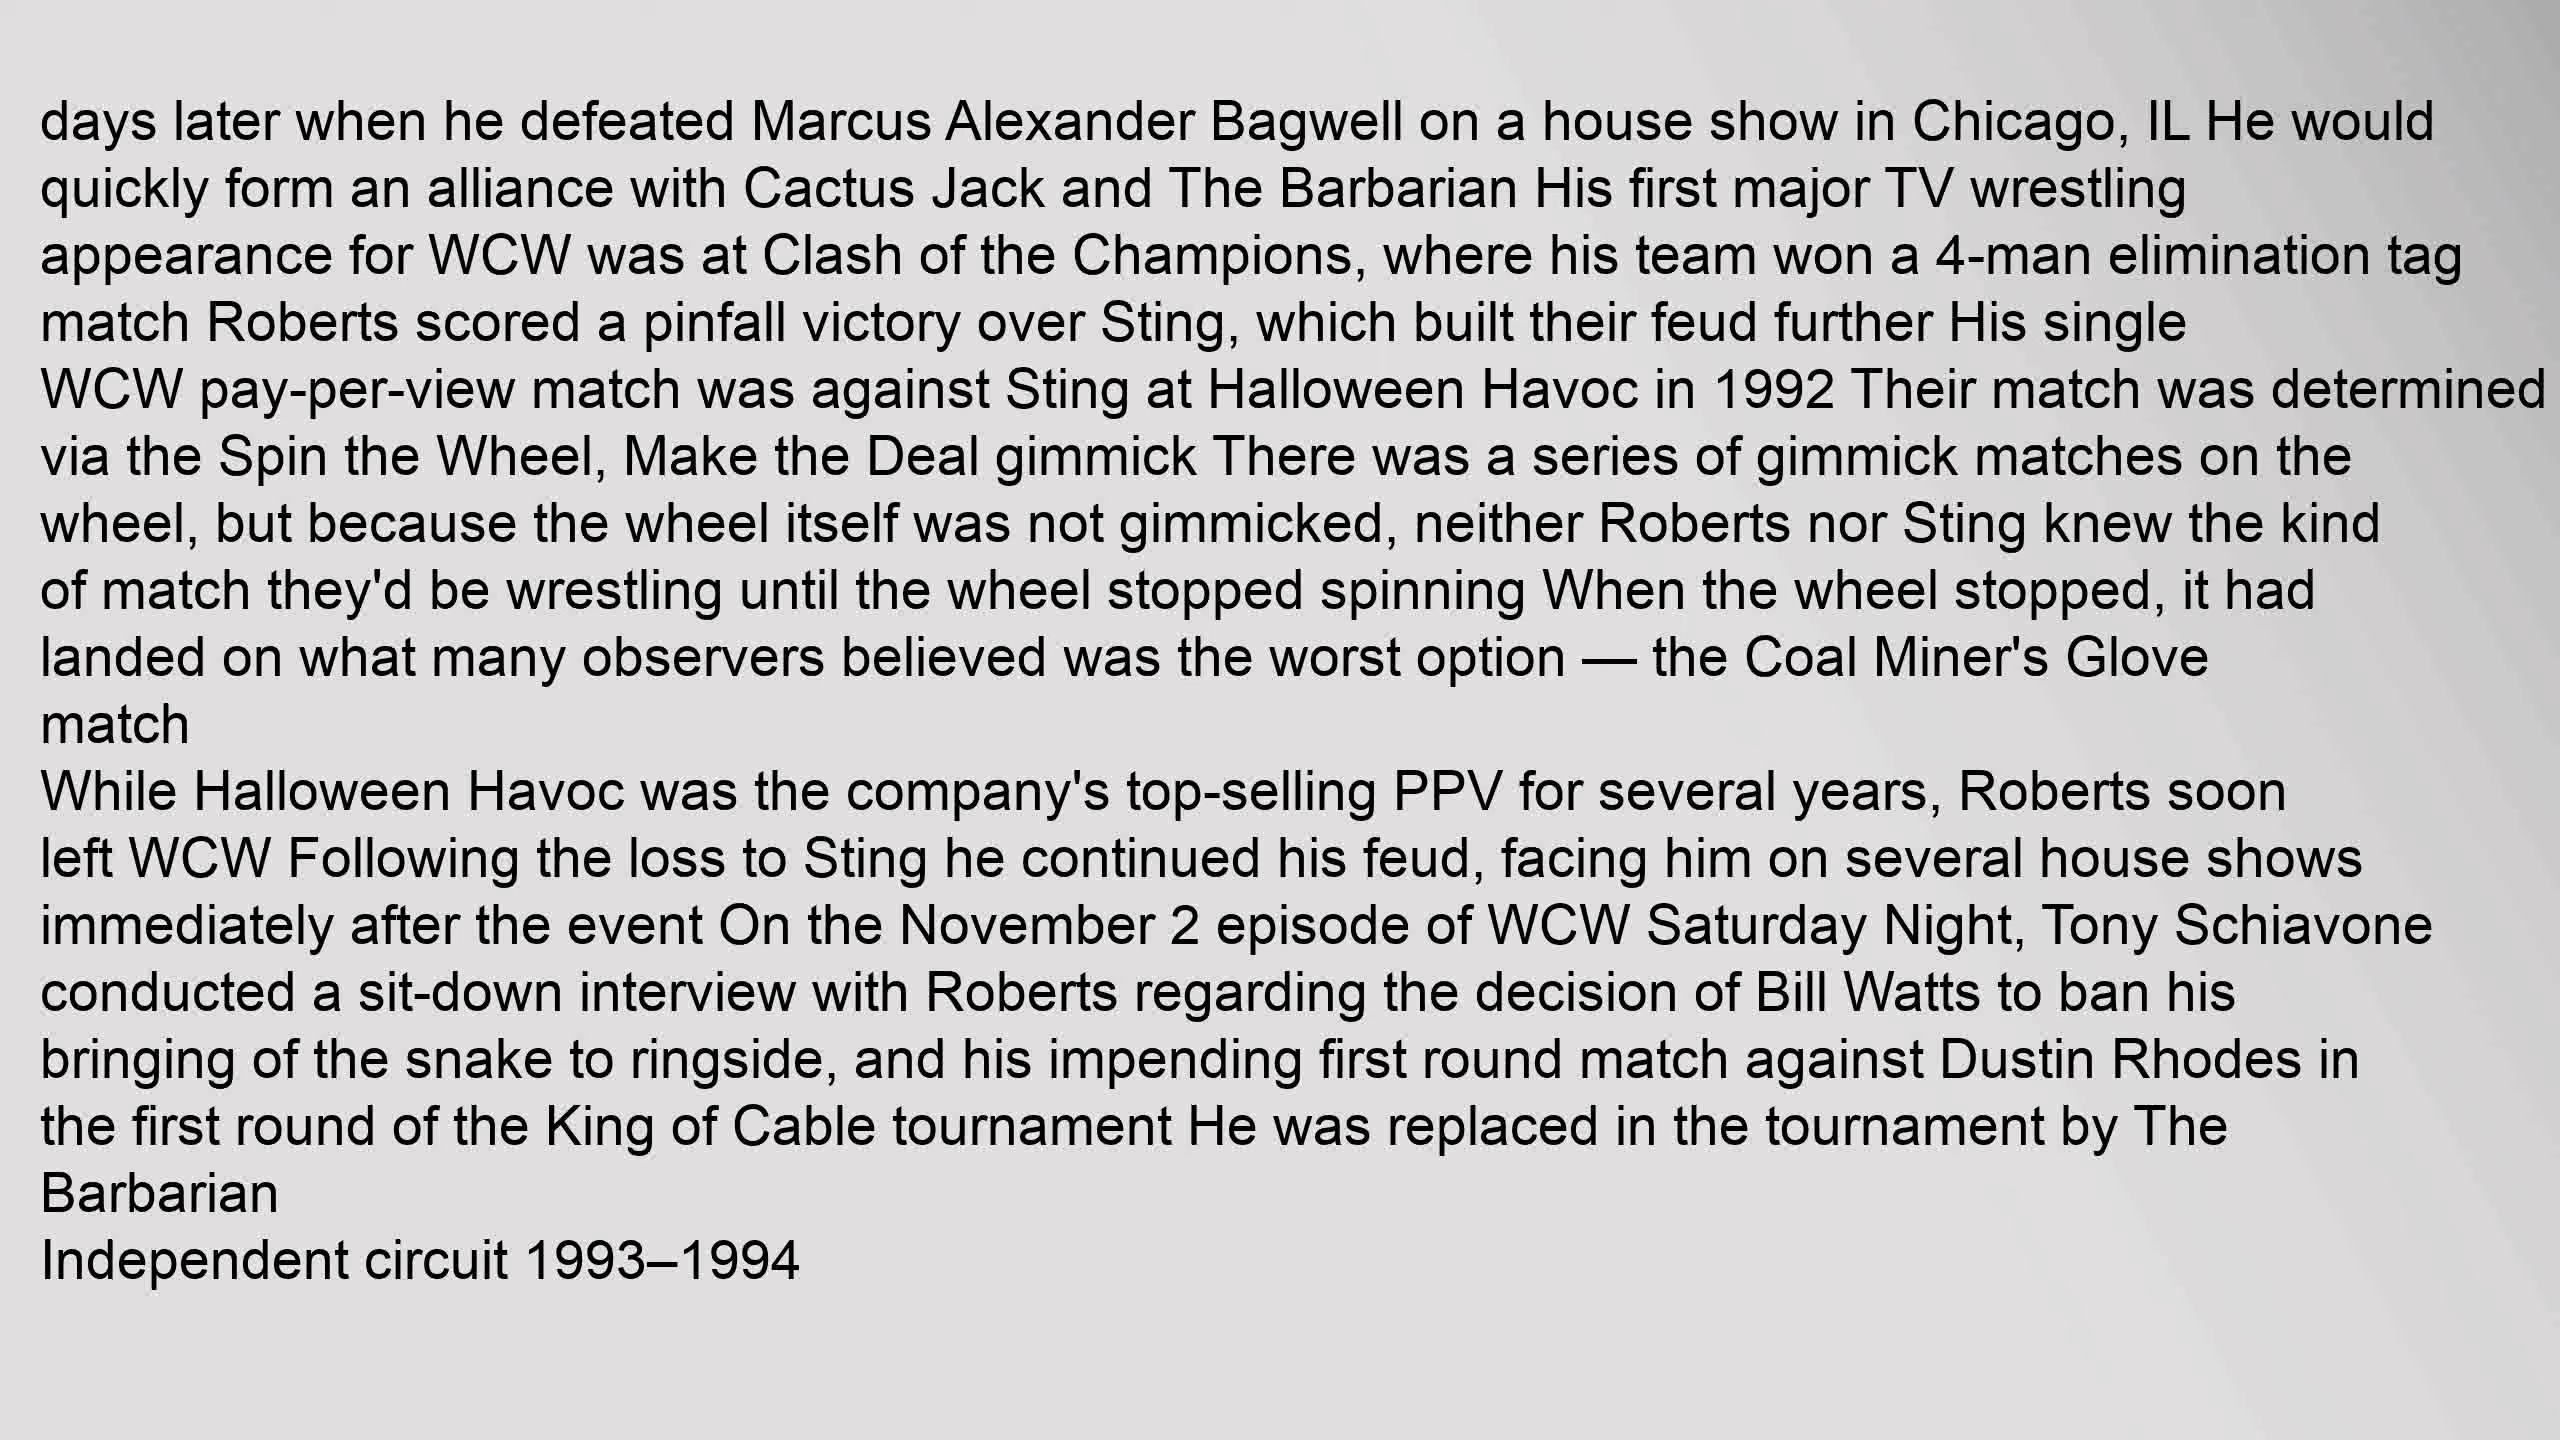 days later when he defeated Marcus Alexander Bagwell on a house show in Chicago, IL He would
quickly form an alliance with Cactus Jack and The Barbarian His first major TV wrestling
appearance for WCW was at Clash of the Champions, where his team won a 4-man elimination tag
match Roberts scored a pinfall victory over Sting, which built their feud further His single
WCW pay-per-view match was against Sting at Halloween Havoc in 1992 Their match was determined
via the Spin the Wheel, Make the Deal gimmick There was a series of gimmick matches on the
wheel, but because the wheel itself was not gimmicked, neither Roberts nor Sting knew the kind
of match they'd be wrestling until the wheel stopped spinning When the wheel stopped, it had
landed on what many observers believed was the worst option — the Coal Miner's Glove
match
While Halloween Havoc was the company's top-selling PPV for several years, Roberts soon
left WCW Following the loss to Sting he continued his feud, facing him on several house shows
immediately after the event On the November 2 episode of WCW Saturday Night, Tony Schiavone
conducted a sit-down interview with Roberts regarding the decision of Bill Watts to ban his
bringing of the snake to ringside, and his impending first round match against Dustin Rhodes in
the first round of the King of Cable tournament He was replaced in the tournament by The
Barbarian
Independent circuit 1993–1994